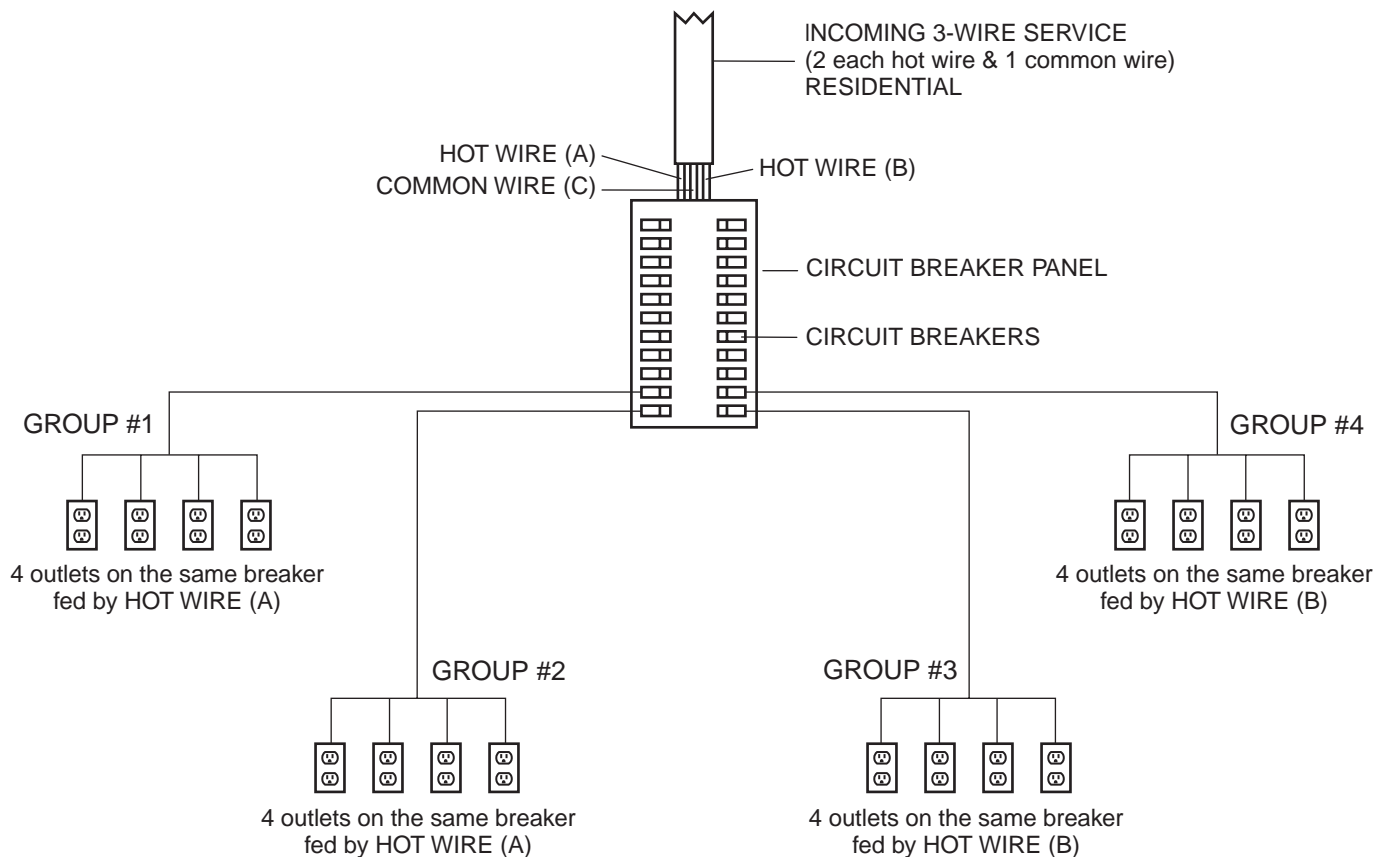 INCOMING 3-WIRE SERVICE
(2 each hot wire & 1 common wire)
RESIDENTIAL
HOT WIRE (A)
HOT WIRE (B)
COMMON WIRE (C)
CIRCUIT BREAKER PANEL
CIRCUIT BREAKERS
GROUP #1
GROUP #4
4 outlets on the same breaker
fed by HOT WIRE (A)
4 outlets on the same breaker
fed by HOT WIRE (B)
GROUP #2
GROUP #3
4 outlets on the same breaker
fed by HOT WIRE (A)
4 outlets on the same breaker
fed by HOT WIRE (B)